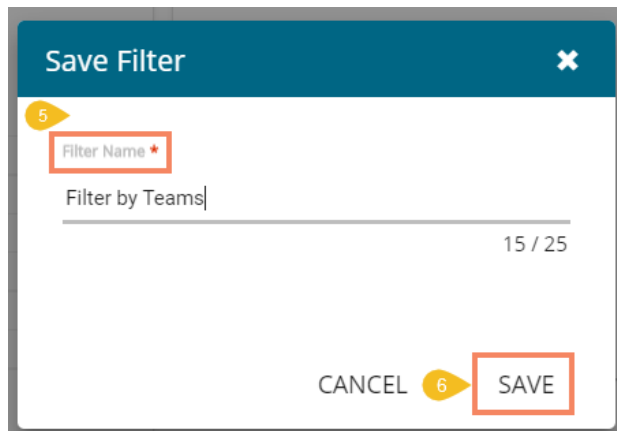 Save Filter ✖
5
Filter Name *
Filter by Teams
15 / 25
CANCEL 6 SAVE